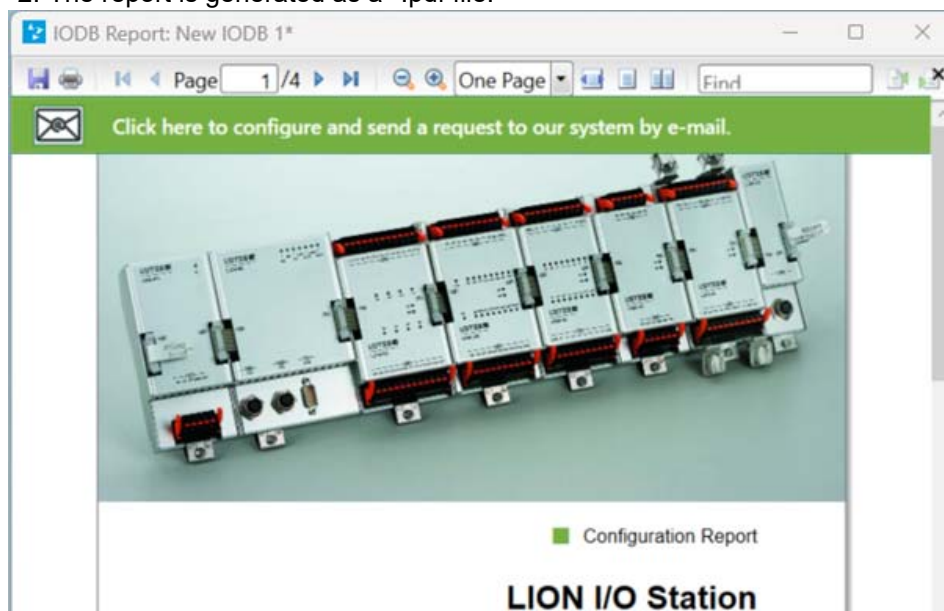 2. The report is generated as a *.pdf file.
IODB Report: New IODB 1*
Page 1 /4 One Page Find
Click here to configure and send a request to our system by e-mail.
Configuration Report
LION I/O Station